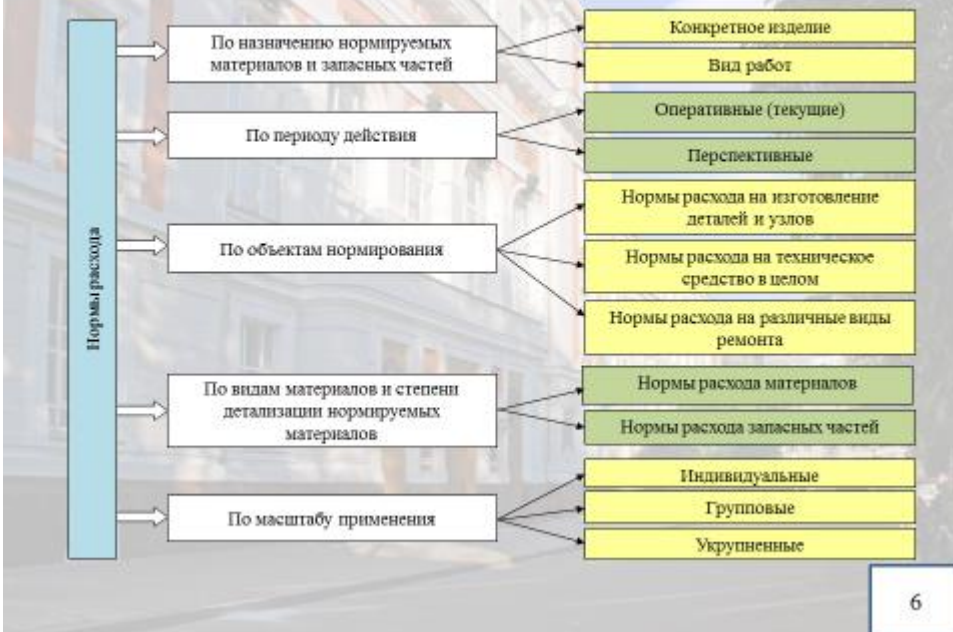 Нормы расхода
По назначению нормируемых
материалов и запасных частей
Конкретное изделие
Вид работ
По периоду действия
Оперативные (текущие)
Перспективные
По объектам нормирования
Нормы расхода на изготовление
деталей и узлов
Нормы расхода на техническое
средство в целом
Нормы расхода на различные виды
ремонта
По видам материалов и степени
детализации нормируемых
материалов
Нормы расхода материалов
Нормы расхода запасных частей
По масштабу применения
Индивидуальные
Групповые
Укрупненные
6